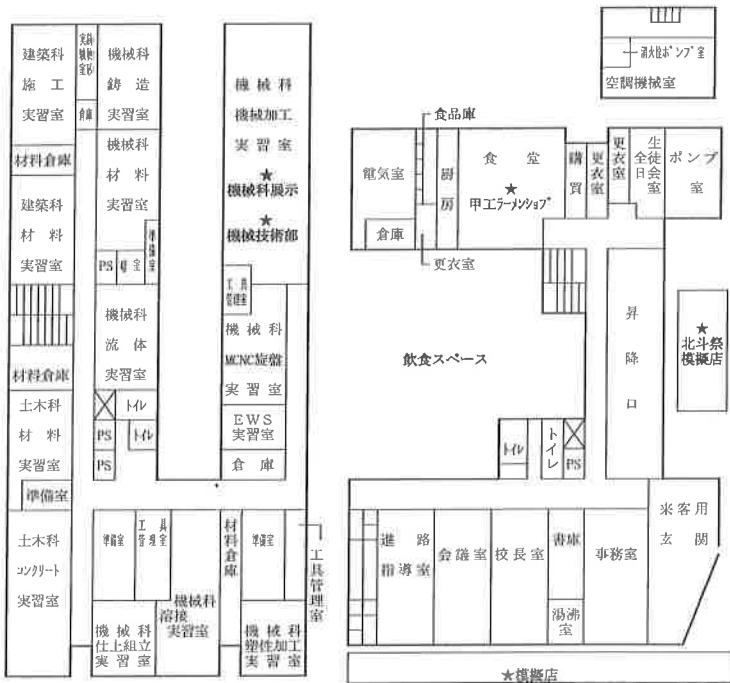 建築科
施工
実習室
材料倉庫
建築科
材料
実習室
材料倉庫
土木科
材料
実習室
準備室
土木科
コンクリート
実習室
倉庫
機械科
鋳造
実習室
機械科
材料
実習室
準備室
PS
機械科
流体
実習室
トイレ
PS
トイレ
PS
準備室
工具
管理室
機械科
仕上組立
実習室
機械科
溶接
実習室
材料倉庫
準備室
機械科
塑性加工
実習室
工具管理室
機械科
機械加工
実習室
★
機械科展示
★
機械技術部
工具
管理室
機械科
MCNC旋盤
実習室
EWS
実習室
倉庫
消火栓ポンプ室
空調機械室
食品庫
電気室
倉庫
厨房
更衣室
食堂
★
甲工ラーメンショップ
購買
更衣室
更衣室
生徒会室
全日
ポンプ
室
昇降口
★
北斗祭
模擬店
飲食スペース
トイレ
トイレ
PS
進路
指導室
会議室
校長室
書庫
湯沸
室
事務室
来客用
玄関
★模擬店